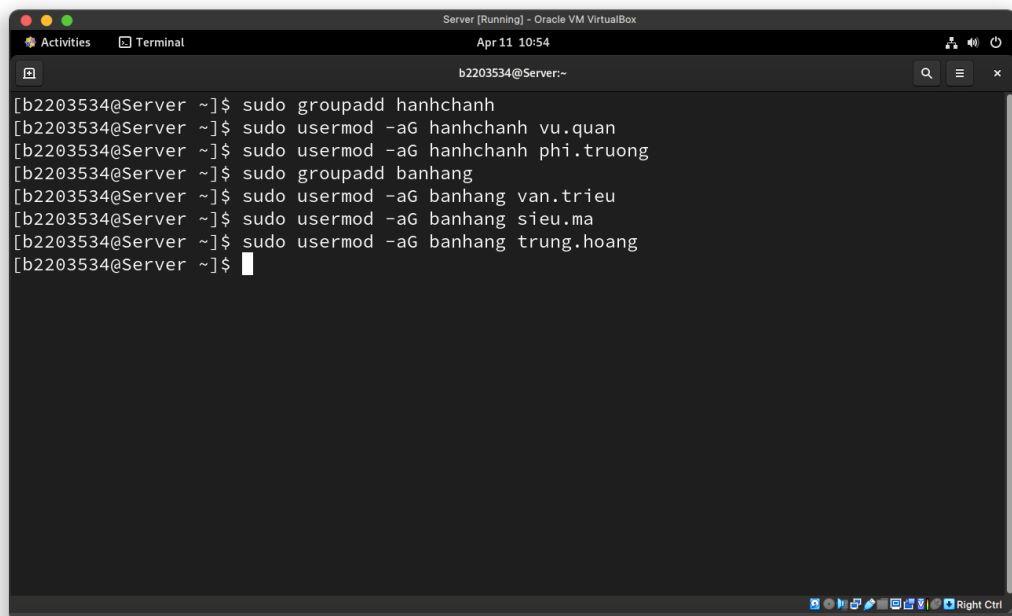 Server [Running] - Oracle VM VirtualBox
Activities Terminal Apr 11 10:54
b2203534@Server:~
[b2203534@Server ~]$ sudo groupadd hanhchanh
[b2203534@Server ~]$ sudo usermod -aG hanhchanh vu.quan
[b2203534@Server ~]$ sudo usermod -aG hanhchanh phi.truong
[b2203534@Server ~]$ sudo groupadd banhang
[b2203534@Server ~]$ sudo usermod -aG banhang van.trieu
[b2203534@Server ~]$ sudo usermod -aG banhang sieu.ma
[b2203534@Server ~]$ sudo usermod -aG banhang trung.hoang
[b2203534@Server ~]$
Right Ctrl